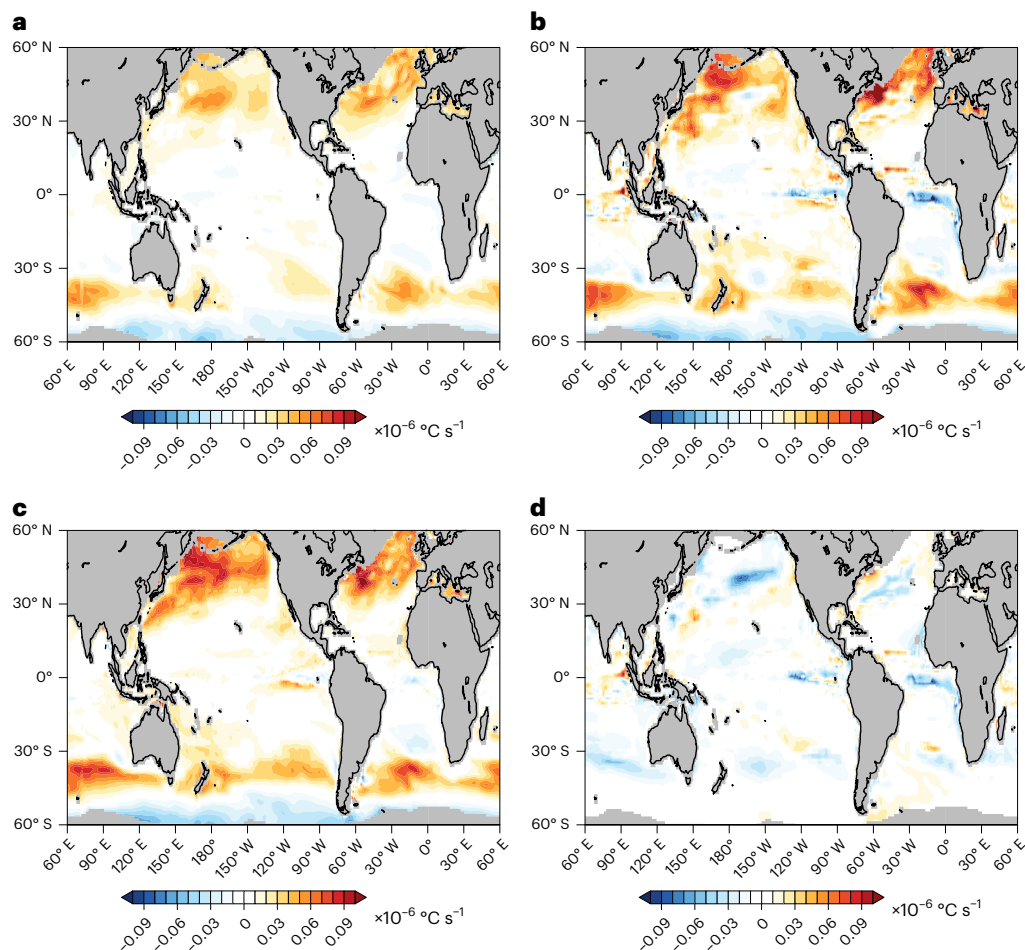 a
60° N
30° N
0°
30° S
60° S
60° E
90° E
120° E
150° E
180°
150° W
120° W
90° W
60° W
30° W
0°
30° E
60° E
−0.09
−0.06
−0.03
0
0.03
0.06
0.09
×10⁻⁶ °C s⁻¹
b
60° N
30° N
0°
30° S
60° S
60° E
90° E
120° E
150° E
180°
150° W
120° W
90° W
60° W
30° W
0°
30° E
60° E
−0.09
−0.06
−0.03
0
0.03
0.06
0.09
×10⁻⁶ °C s⁻¹
c
60° N
30° N
0°
30° S
60° S
60° E
90° E
120° E
150° E
180°
150° W
120° W
90° W
60° W
30° W
0°
30° E
60° E
−0.09
−0.06
−0.03
0
0.03
0.06
0.09
×10⁻⁶ °C s⁻¹
d
60° N
30° N
0°
30° S
60° S
60° E
90° E
120° E
150° E
180°
150° W
120° W
90° W
60° W
30° W
0°
30° E
60° E
−0.09
−0.06
−0.03
0
0.03
0.06
0.09
×10⁻⁶ °C s⁻¹